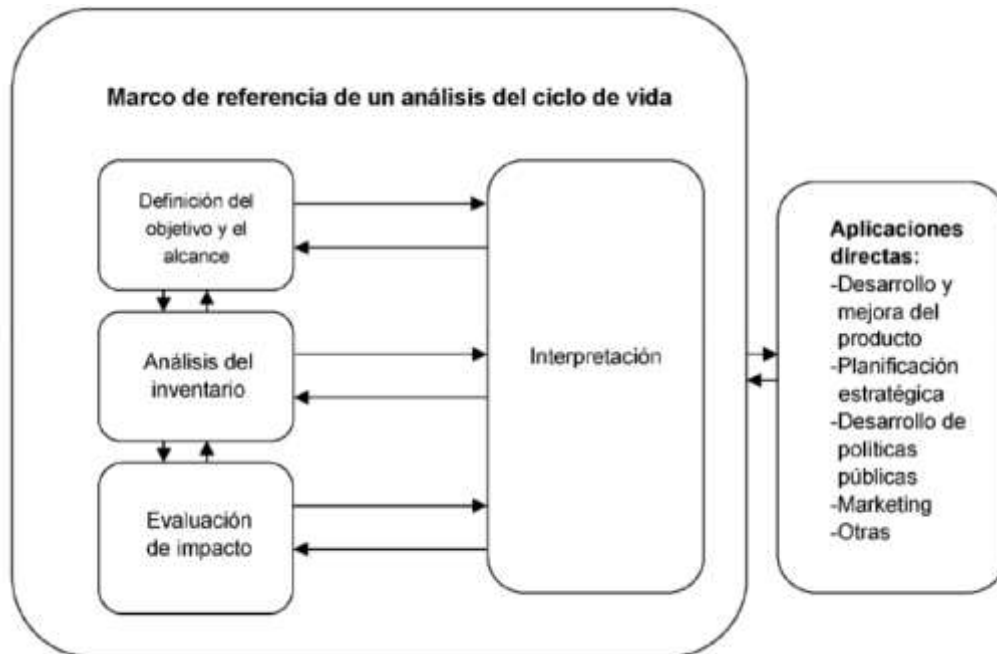 Marco de referencia de un análisis del ciclo de vida
Definición del
objetivo y el
alcance
Análisis del
inventario
Evaluación
de impacto
Interpretación
Aplicaciones
directas:
-Desarrollo y
mejora del
producto
-Planificación
estratégica
-Desarrollo de
políticas
públicas
-Marketing
-Otras